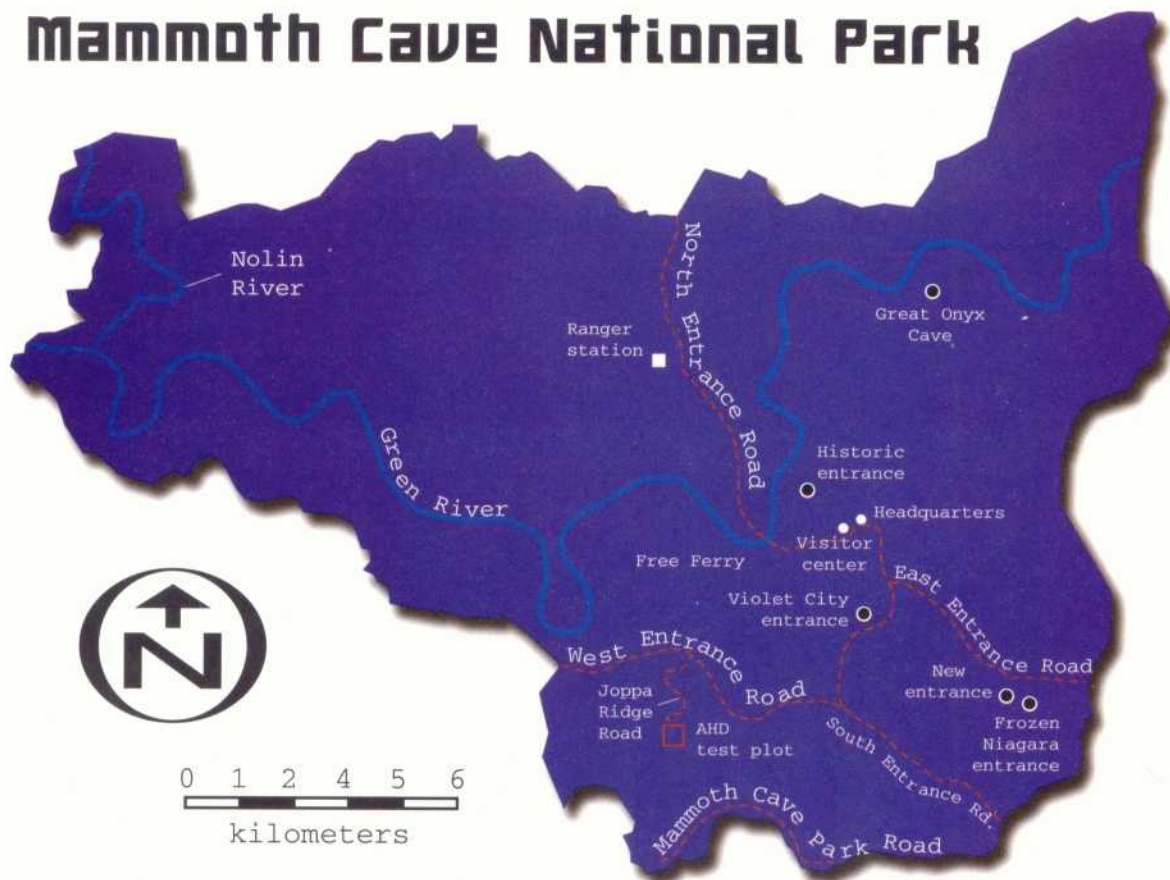 Mammoth Cave National Park
Nolin
River
North Entrance Road
Great Onyx
Cave
Ranger
station
Green River
Historic
entrance
Headquarters
Visitor
center
Free Ferry
East Entrance Road
Violet City
entrance
West Entrance Road
New
entrance
Joppa
Ridge
Road
AHD
test plot
South Entrance Rd.
Frozen
Niagara
entrance
Mammoth Cave Park Road
N
0 1 2 4 5 6
kilometers